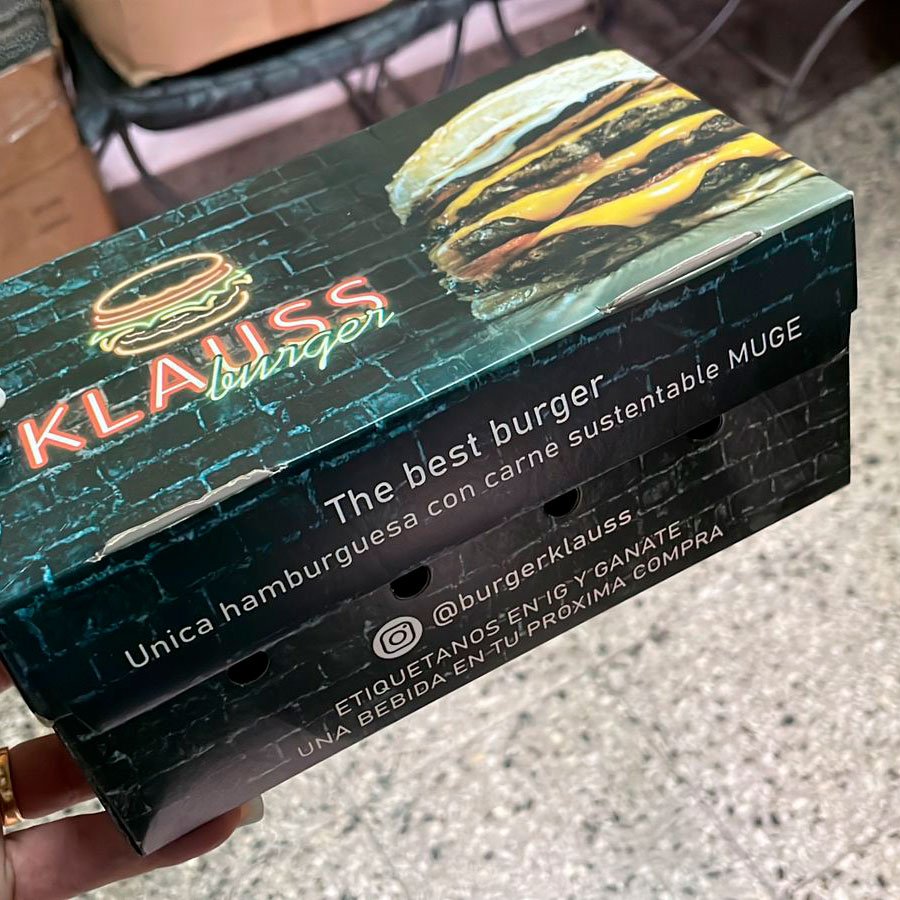 KLAUSS
burger
The best burger
Unica hamburguesa con carne sustentable MUGE
@burgerklauss
ETIQUETANOS EN IG Y GANATE
UNA BEBIDA EN TU PRÓXIMA COMPRA